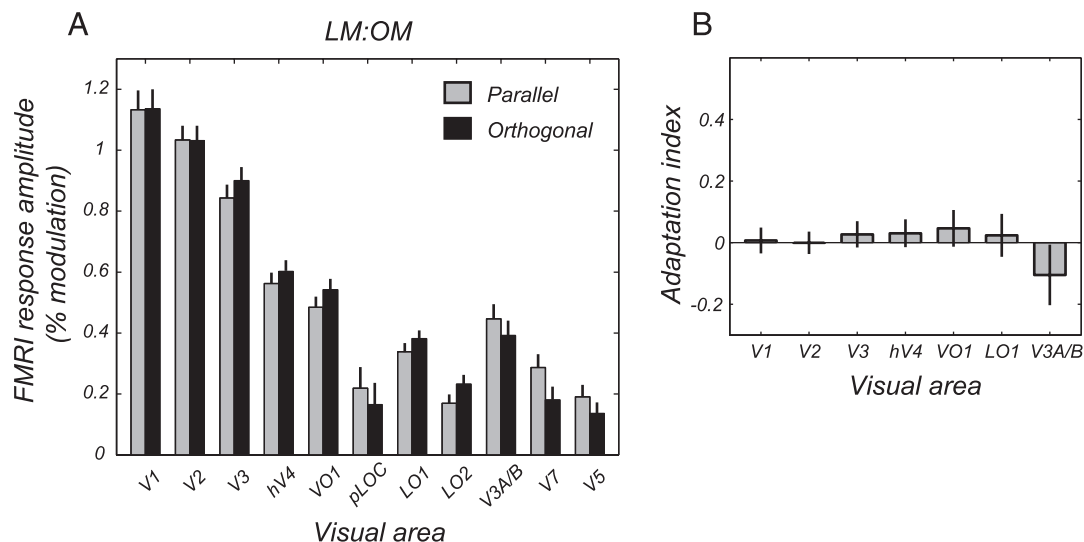 A
LM:OM
FMRI response amplitude
(% modulation)
1.2
1
0.8
0.6
0.4
0.2
0
Parallel
Orthogonal
V1
V2
V3
hV4
VO1
pLOC
LO1
LO2
V3A/B
V7
V5
Visual area
B
Adaptation index
0.4
0.2
0
-0.2
V1
V2
V3
hV4
VO1
LO1
V3A/B
Visual area